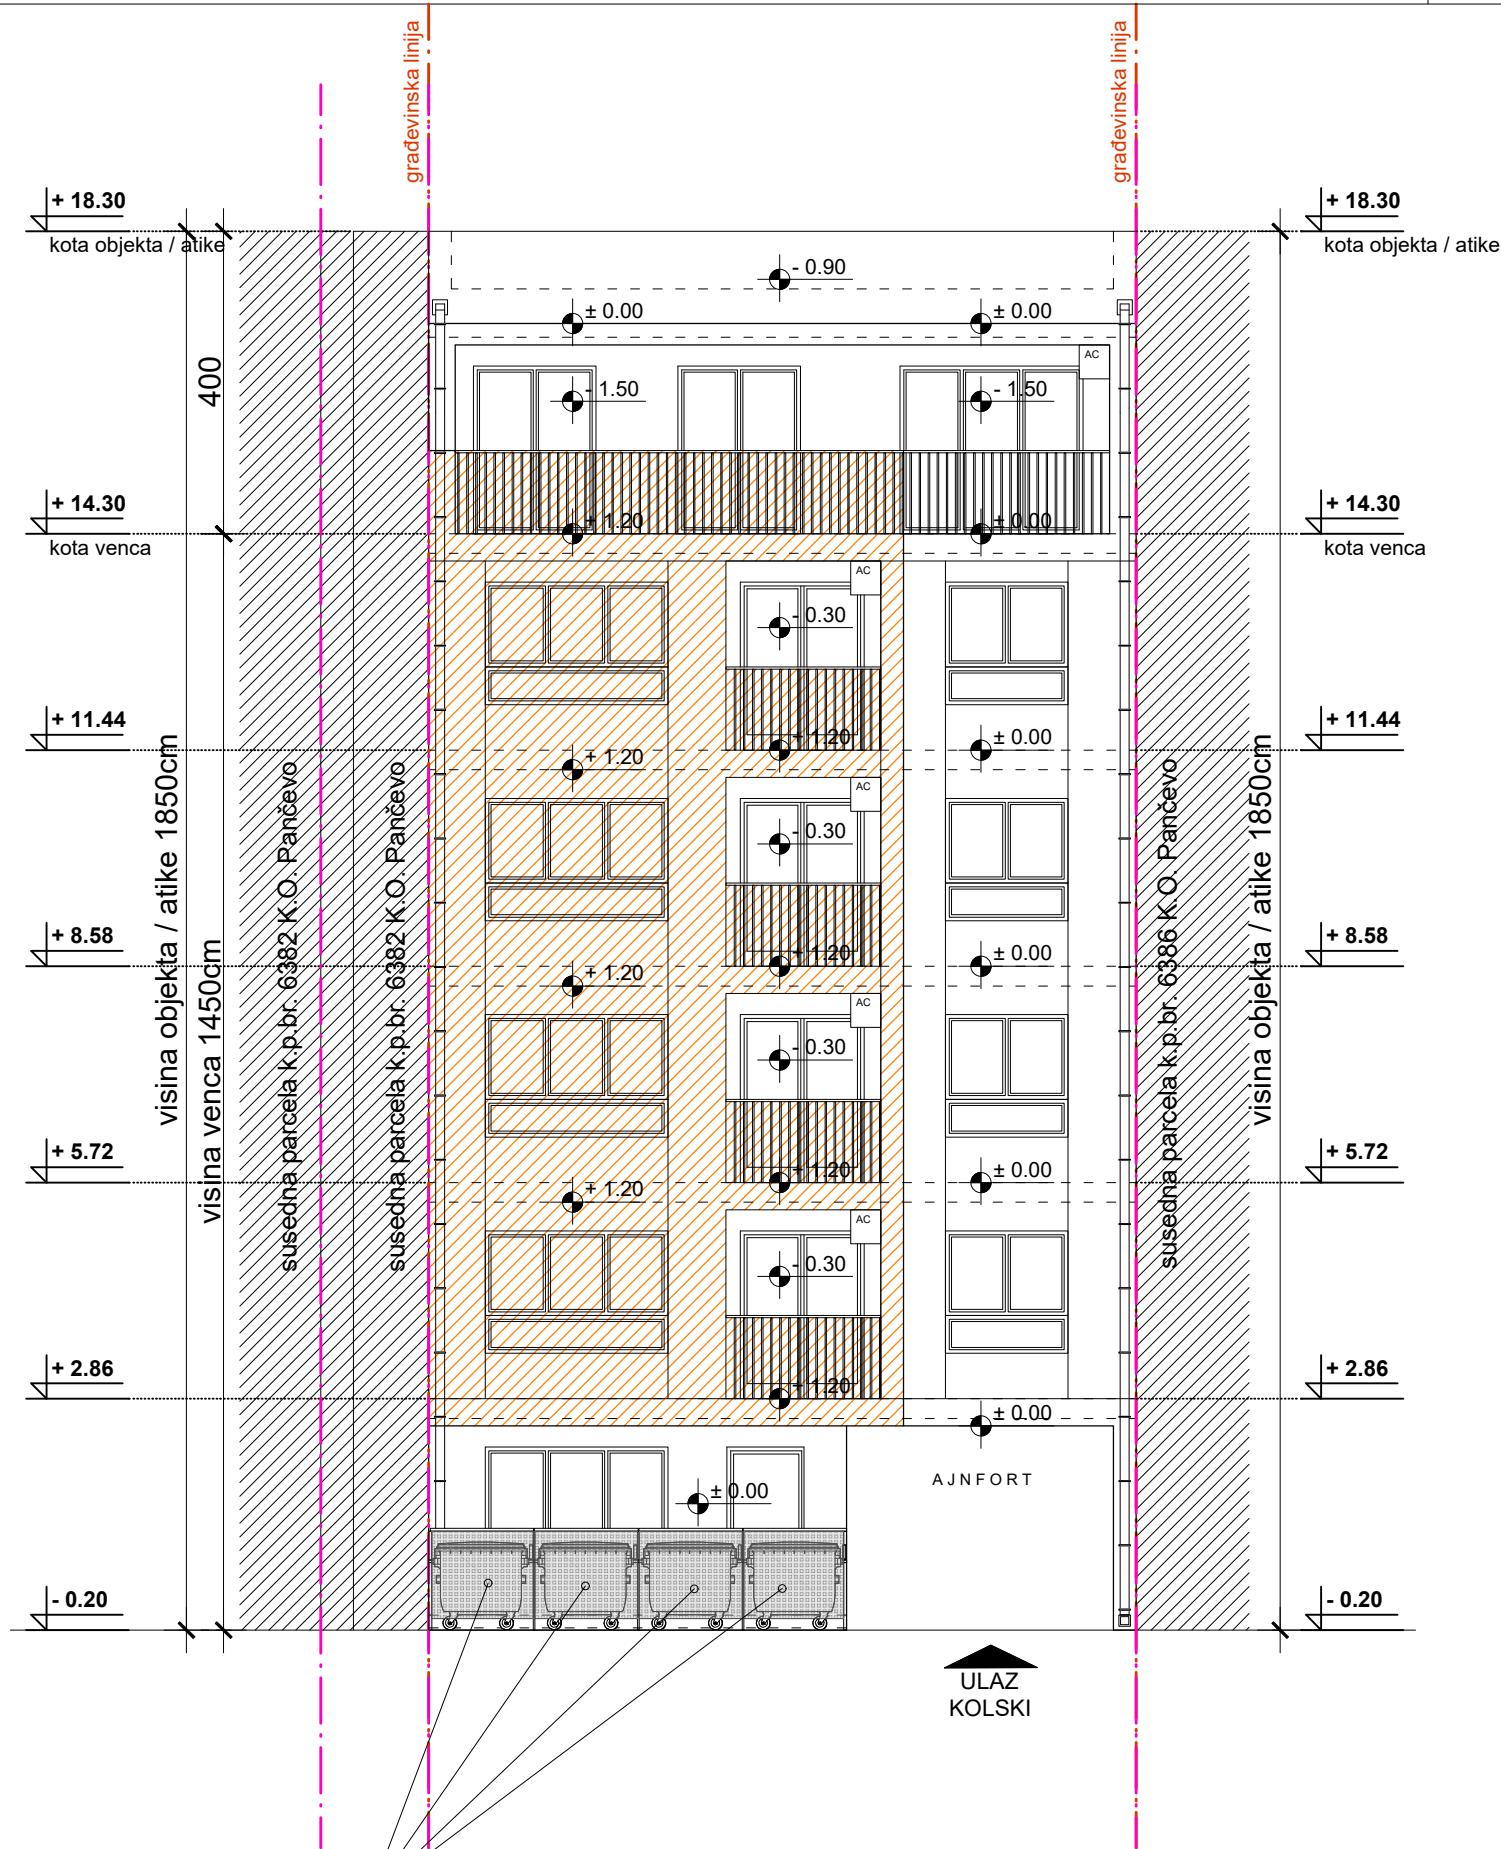 građevinska linija
građevinska linija
+ 18.30
kota objekta / atike
+ 18.30
kota objekta / atike
- 0.90
± 0.00
± 0.00
AC
400
- 1.50
- 1.50
+ 14.30
kota venca
+ 1.20
± 0.00
+ 14.30
kota venca
AC
- 0.30
+ 11.44
+ 1.20
± 0.00
+ 11.44
+ 1.20
AC
- 0.30
visina objekta / atike 1850cm
visina venca 1450cm
susedna parcela k.p.br. 6382 K.O. Pančevo
susedna parcela k.p.br. 6382 K.O. Pančevo
susedna parcela k.p.br. 6386 K.O. Pančevo
visina objekta / atike 1850cm
+ 8.58
+ 1.20
± 0.00
+ 8.58
+ 1.20
AC
- 0.30
+ 5.72
+ 1.20
± 0.00
+ 5.72
+ 1.20
AC
- 0.30
+ 2.86
+ 1.20
+ 2.86
± 0.00
AJNFORT
± 0.00
- 0.20
- 0.20
ULAZ
KOLSKI